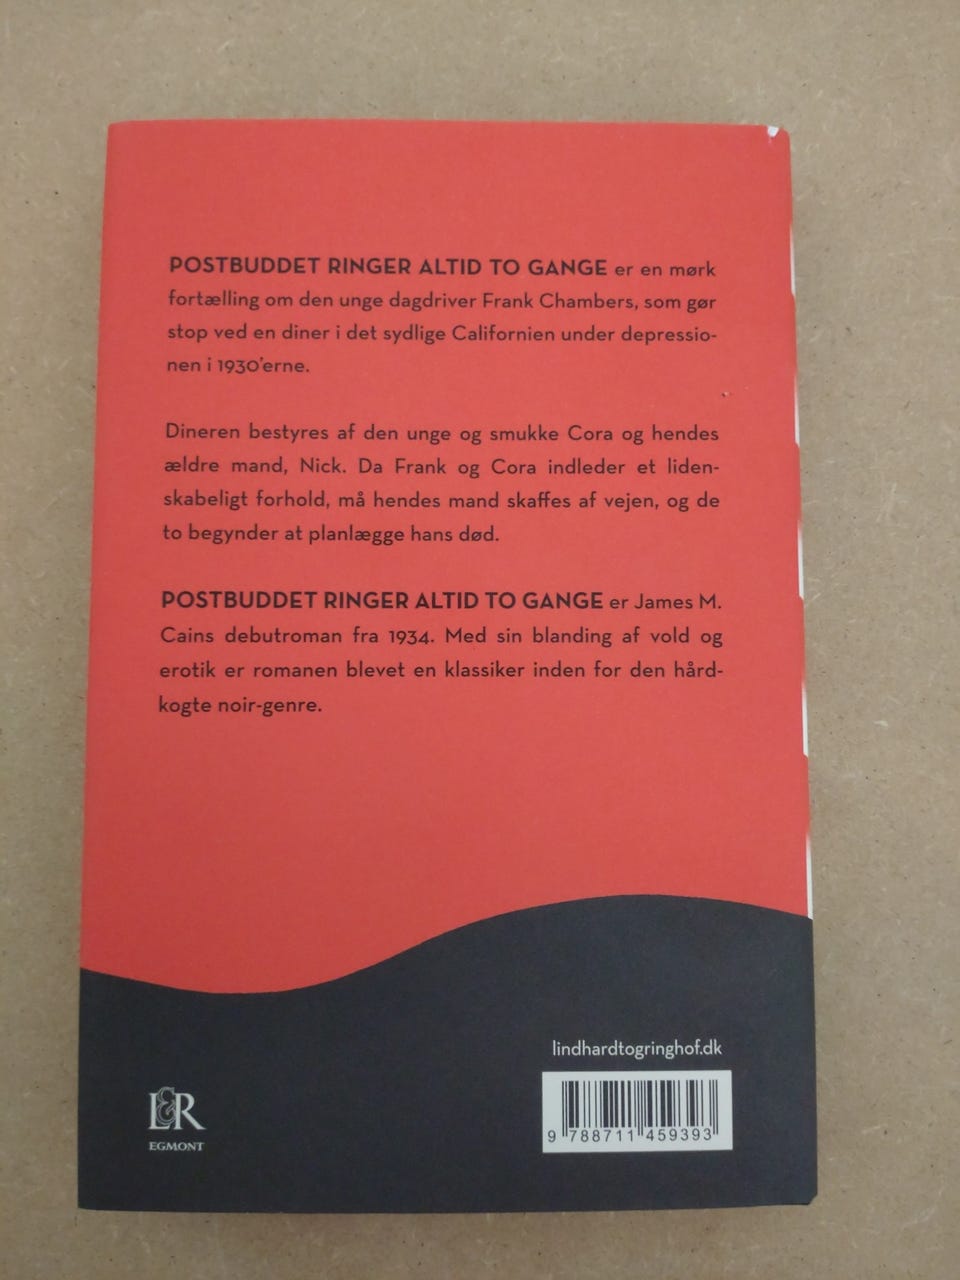 POSTBUDDET RINGER ALTID TO GANGE er en mørk
fortælling om den unge dagdriver Frank Chambers, som gør
stop ved en diner i det sydlige Californien under depressio-
nen i 1930'erne.
Dineren bestyres af den unge og smukke Cora og hendes
ældre mand, Nick. Da Frank og Cora indleder et liden-
skabeligt forhold, må hendes mand skaffes af vejen, og de
to begynder at planlægge hans død.
POSTBUDDET RINGER ALTID TO GANGE er James M.
Cains debutroman fra 1934. Med sin blanding af vold og
erotik er romanen blevet en klassiker inden for den hård-
kogte noir-genre.
lindhardtogringhof.dk
L&R
EGMONT
9 788711 459393